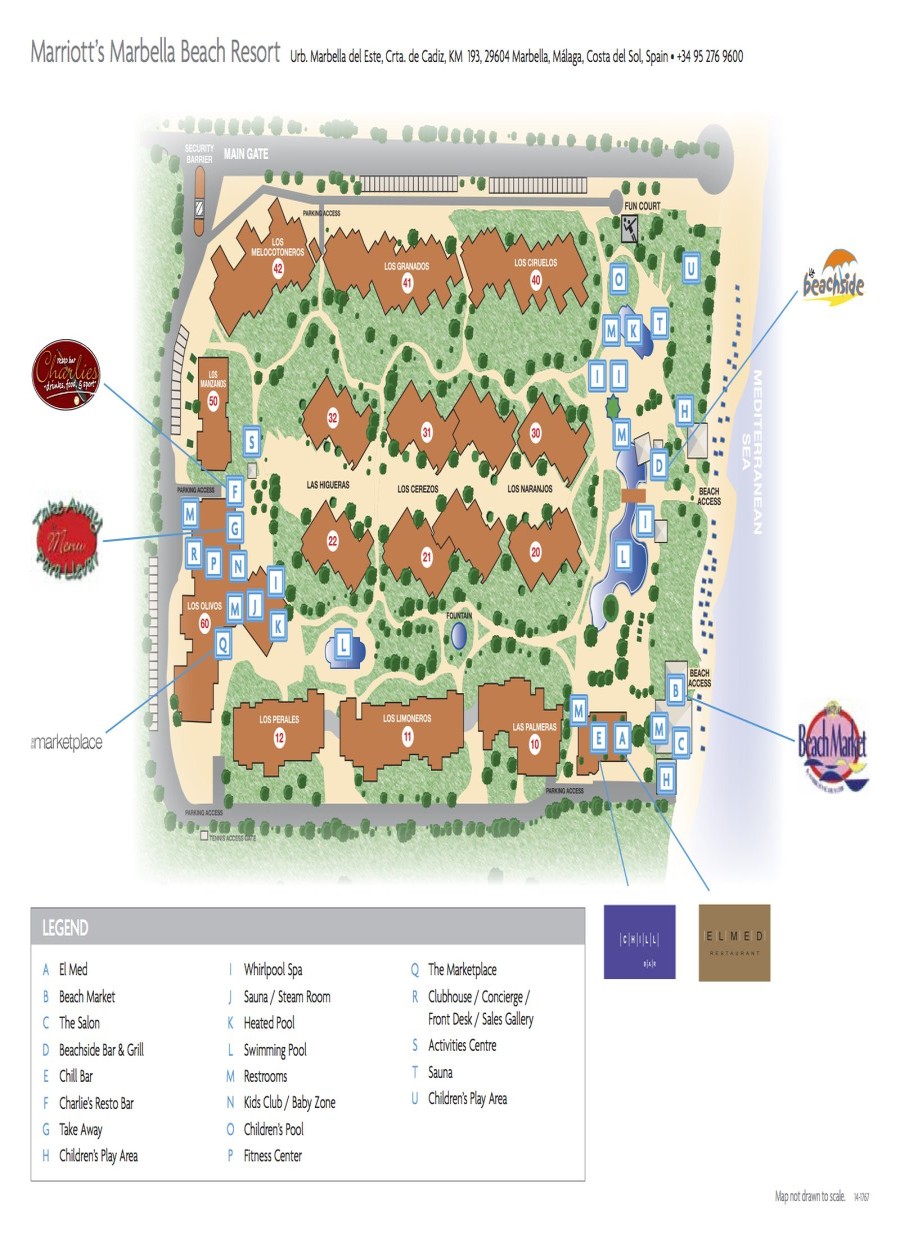 Marriott's Marbella Beach Resort Urb. Marbella del Este, Crta. de Cadiz, KM 193, 29604 Marbella, Málaga, Costa del Sol, Spain • +34 95 276 9600
SECURITY
BARRIER
MAIN GATE
PARKING ACCESS
FUN COURT
LOS
MELOCOTONEROS
42
LOS GRANADOS
41
LOS CIRUELOS
40
O
U
M
K
T
I
I
the
beachside
resto bar
Charlies
"drinks, food, & sport"
LOS
MANZANOS
50
32
31
30
H
M
S
D
MEDITERRANEAN
SEA
LAS HIGUERAS
LOS CEREZOS
LOS NARANJOS
BEACH
ACCESS
PARKING ACCESS
F
M
G
I
Take Away
Menu
Para Llevar
R
P
N
22
21
20
L
I
M
J
LOS OLIVOS
60
K
Q
L
FOUNTAIN
the marketplace
LOS PERALES
12
LOS LIMONEROS
11
LAS PALMERAS
10
M
E
A
BEACH
ACCESS
B
M
C
H
Beach Market
PARKING ACCESS
PARKING ACCESS
TENNIS ACCESS GATE
CHILL
BAR
ELMED
RESTAURANT
LEGEND
A El Med
B Beach Market
C The Salon
D Beachside Bar & Grill
E Chill Bar
F Charlie's Resto Bar
G Take Away
H Children's Play Area
I Whirlpool Spa
J Sauna / Steam Room
K Heated Pool
L Swimming Pool
M Restrooms
N Kids Club / Baby Zone
O Children's Pool
P Fitness Center
Q The Marketplace
R Clubhouse / Concierge /
Front Desk / Sales Gallery
S Activities Centre
T Sauna
U Children's Play Area
Map not drawn to scale. 14-1767